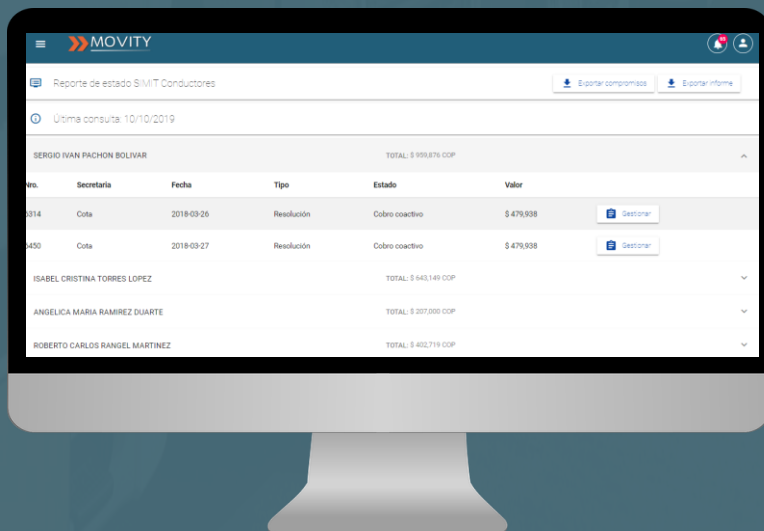 MOVITY
Reporte de estado SIMIT Conductores
Exportar compromisos
Exportar informe
Última consulta: 10/10/2019
SERGIO IVAN PACHON BOLIVAR TOTAL: $ 959,876 COP
Nro. Secretaría Fecha Tipo Estado Valor
6314 Cota 2018-03-26 Resolución Cobro coactivo $ 479,938 Gestionar
6450 Cota 2018-03-27 Resolución Cobro coactivo $ 479,938 Gestionar
ISABEL CRISTINA TORRES LOPEZ TOTAL: $ 643,149 COP
ANGELICA MARIA RAMIREZ DUARTE TOTAL: $ 207,000 COP
ROBERTO CARLOS RANGEL MARTINEZ TOTAL: $ 402,719 COP